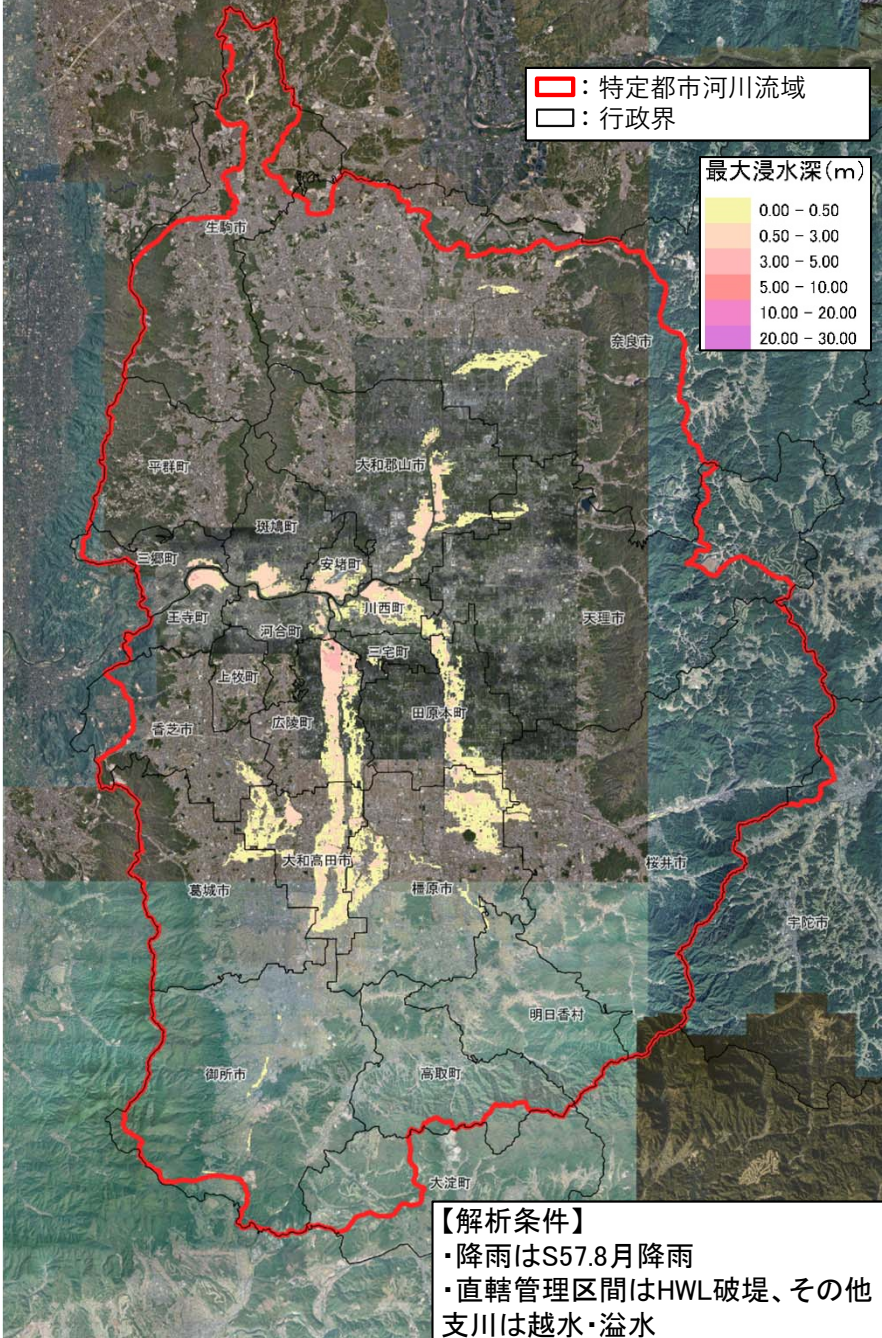 ：特定都市河川流域
：行政界
最大浸水深(m)
0.00 - 0.50
0.50 - 3.00
3.00 - 5.00
5.00 - 10.00
10.00 - 20.00
20.00 - 30.00
生駒市
奈良市
平群町
大和郡山市
斑鳩町
三郷町
安堵町
王寺町
川西町
天理市
河合町
三宅町
上牧町
広陵町
田原本町
香芝市
大和高田市
桜井市
葛城市
橿原市
宇陀市
明日香村
御所市
高取町
大淀町
【解析条件】
・降雨はS57.8月降雨
・直轄管理区間はHWL破堤、その他
支川は越水・溢水